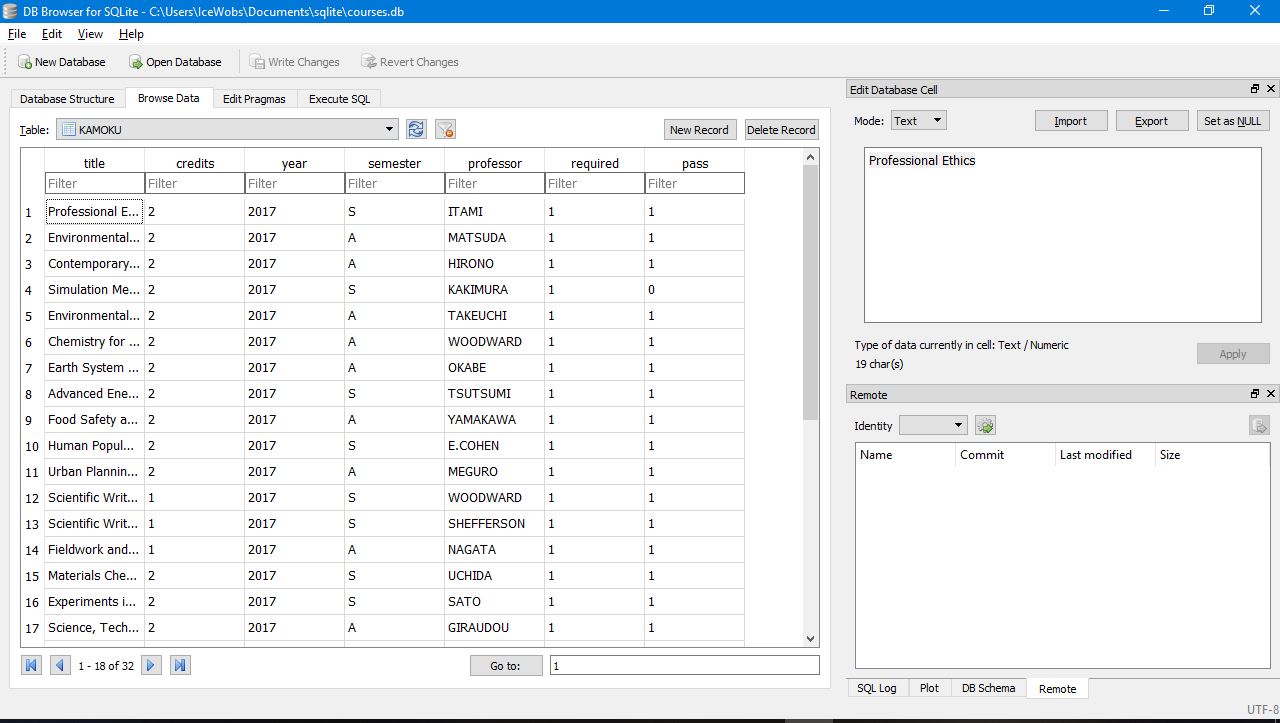 DB Browser for SQLite - C:\Users\IceWobs\Documents\sqlite\courses.db
File Edit View Help
New Database Open Database Write Changes Revert Changes
Database Structure Browse Data Edit Pragmas Execute SQL
Table: KAMOKU New Record Delete Record
title credits year semester professor required pass
Filter Filter Filter Filter Filter Filter Filter
1 Professional E... 2 2017 S ITAMI 1 1
2 Environmental... 2 2017 A MATSUDA 1 1
3 Contemporary... 2 2017 A HIRONO 1 1
4 Simulation Me... 2 2017 S KAKIMURA 1 0
5 Environmental... 2 2017 A TAKEUCHI 1 1
6 Chemistry for ... 2 2017 A WOODWARD 1 1
7 Earth System ... 2 2017 A OKABE 1 1
8 Advanced Ene... 2 2017 S TSUTSUMI 1 1
9 Food Safety a... 2 2017 A YAMAKAWA 1 1
10 Human Popul... 2 2017 S E.COHEN 1 1
11 Urban Plannin... 2 2017 A MEGURO 1 1
12 Scientific Writ... 1 2017 S WOODWARD 1 1
13 Scientific Writ... 1 2017 S SHEFFERSON 1 1
14 Fieldwork and... 1 2017 A NAGATA 1 1
15 Materials Che... 2 2017 S UCHIDA 1 1
16 Experiments i... 2 2017 S SATO 1 1
17 Science, Tech... 2 2017 A GIRAUDOU 1 1
1 - 18 of 32 Go to: 1
Edit Database Cell
Mode: Text Import Export Set as NULL
Professional Ethics
Type of data currently in cell: Text / Numeric
19 char(s)
Apply
Remote
Identity
Name Commit Last modified Size
SQL Log Plot DB Schema Remote
UTF-8